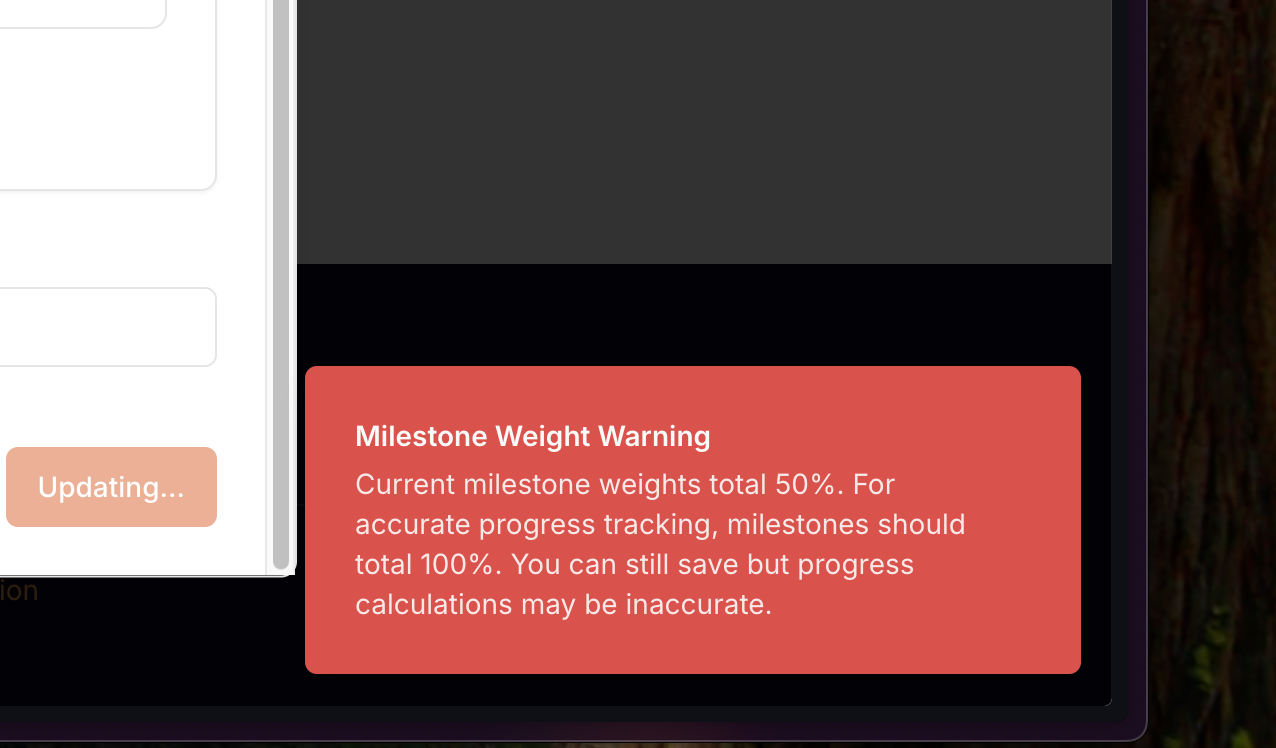 Milestone Weight Warning
Current milestone weights total 50%. For
accurate progress tracking, milestones should
total 100%. You can still save but progress
calculations may be inaccurate.
Updating...
ion